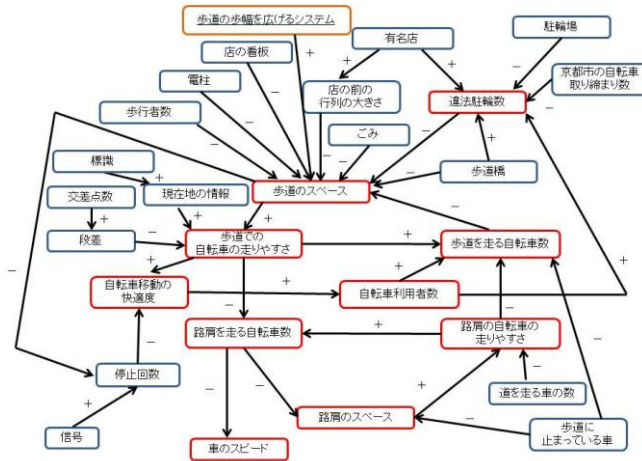 歩道の歩幅を広げるシステム
有名店
駐輪場
店の看板
京都市の自転車
取り締まり数
電柱
店の前の
行列の大きさ
違法駐輪数
歩行者数
ごみ
標識
歩道橋
交差点数
現在地の情報
歩道のスペース
段差
歩道での
自転車の走りやすさ
歩道を走る自転車数
自転車移動の
快適度
自転車利用者数
路肩を走る自転車数
路肩の自転車の
走りやすさ
停止回数
道を走る車の数
路肩のスペース
信号
車のスピード
歩道に
止まっている車